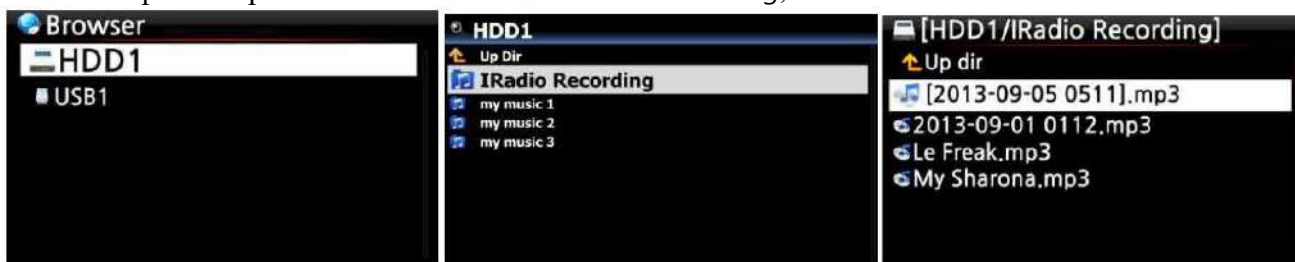 Browser
HDD1
USB1
HDD1
Up Dir
IRadio Recording
my music 1
my music 2
my music 3
[HDD1/IRadio Recording]
Up dir
[2013-09-05 0511].mp3
2013-09-01 0112.mp3
Le Freak.mp3
My Sharona.mp3